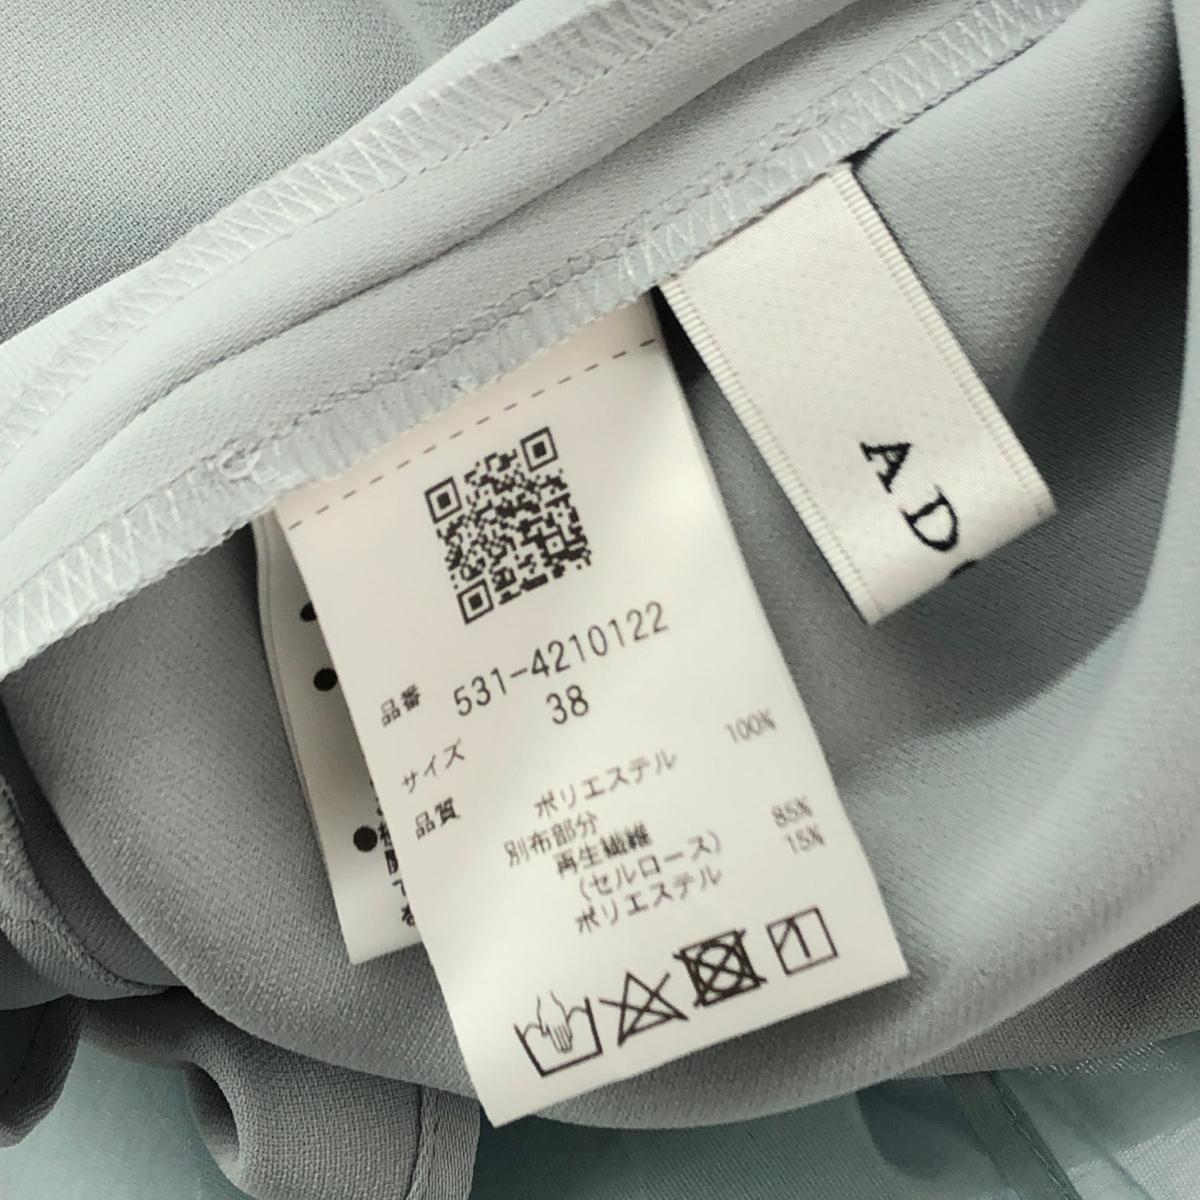 品番 531-4210122
サイズ 38
品質
ポリエステル 100%
別布部分
再生繊維
(セルロース) 85%
ポリエステル 15%
AD